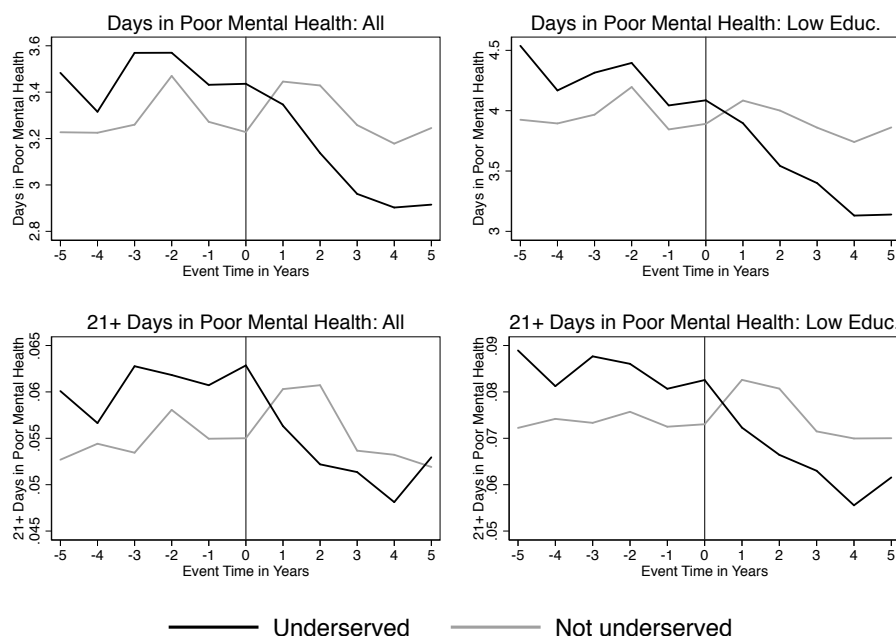 Days in Poor Mental Health: All
Days in Poor Mental Health
3.6
3.4
3.2
3
2.8
-5 -4 -3 -2 -1 0 1 2 3 4 5
Event Time in Years
Days in Poor Mental Health: Low Educ.
Days in Poor Mental Health
4.5
4
3.5
3
-5 -4 -3 -2 -1 0 1 2 3 4 5
Event Time in Years
21+ Days in Poor Mental Health: All
21+ Days in Poor Mental Health
.065
.06
.055
.05
.045
-5 -4 -3 -2 -1 0 1 2 3 4 5
Event Time in Years
21+ Days in Poor Mental Health: Low Educ.
21+ Days in Poor Mental Health
.09
.08
.07
.06
.05
-5 -4 -3 -2 -1 0 1 2 3 4 5
Event Time in Years
Underserved Not underserved